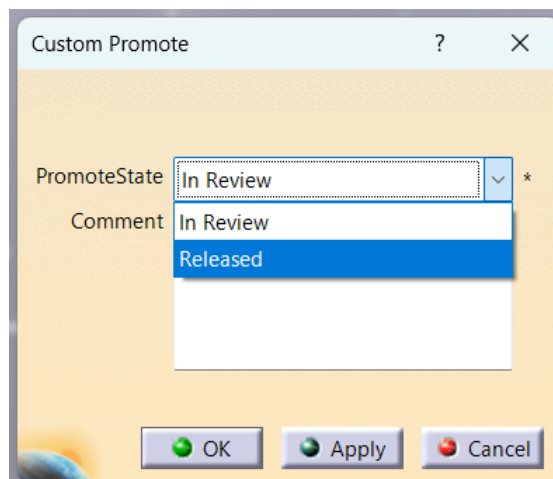 Custom Promote ?
PromoteState In Review *
Comment In Review
Released
OK Apply Cancel